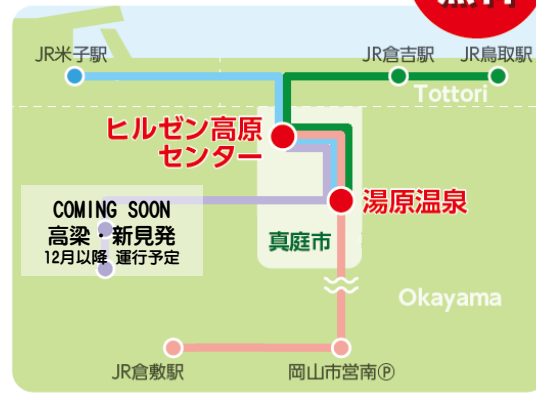 JR米子駅
JR倉吉駅
JR鳥取駅
Tottori
ヒルゼン高原
センター
湯原温泉
COMING SOON
高梁・新見発
12月以降 運行予定
真庭市
Okayama
JR倉敷駅
岡山市営南Ⓟ